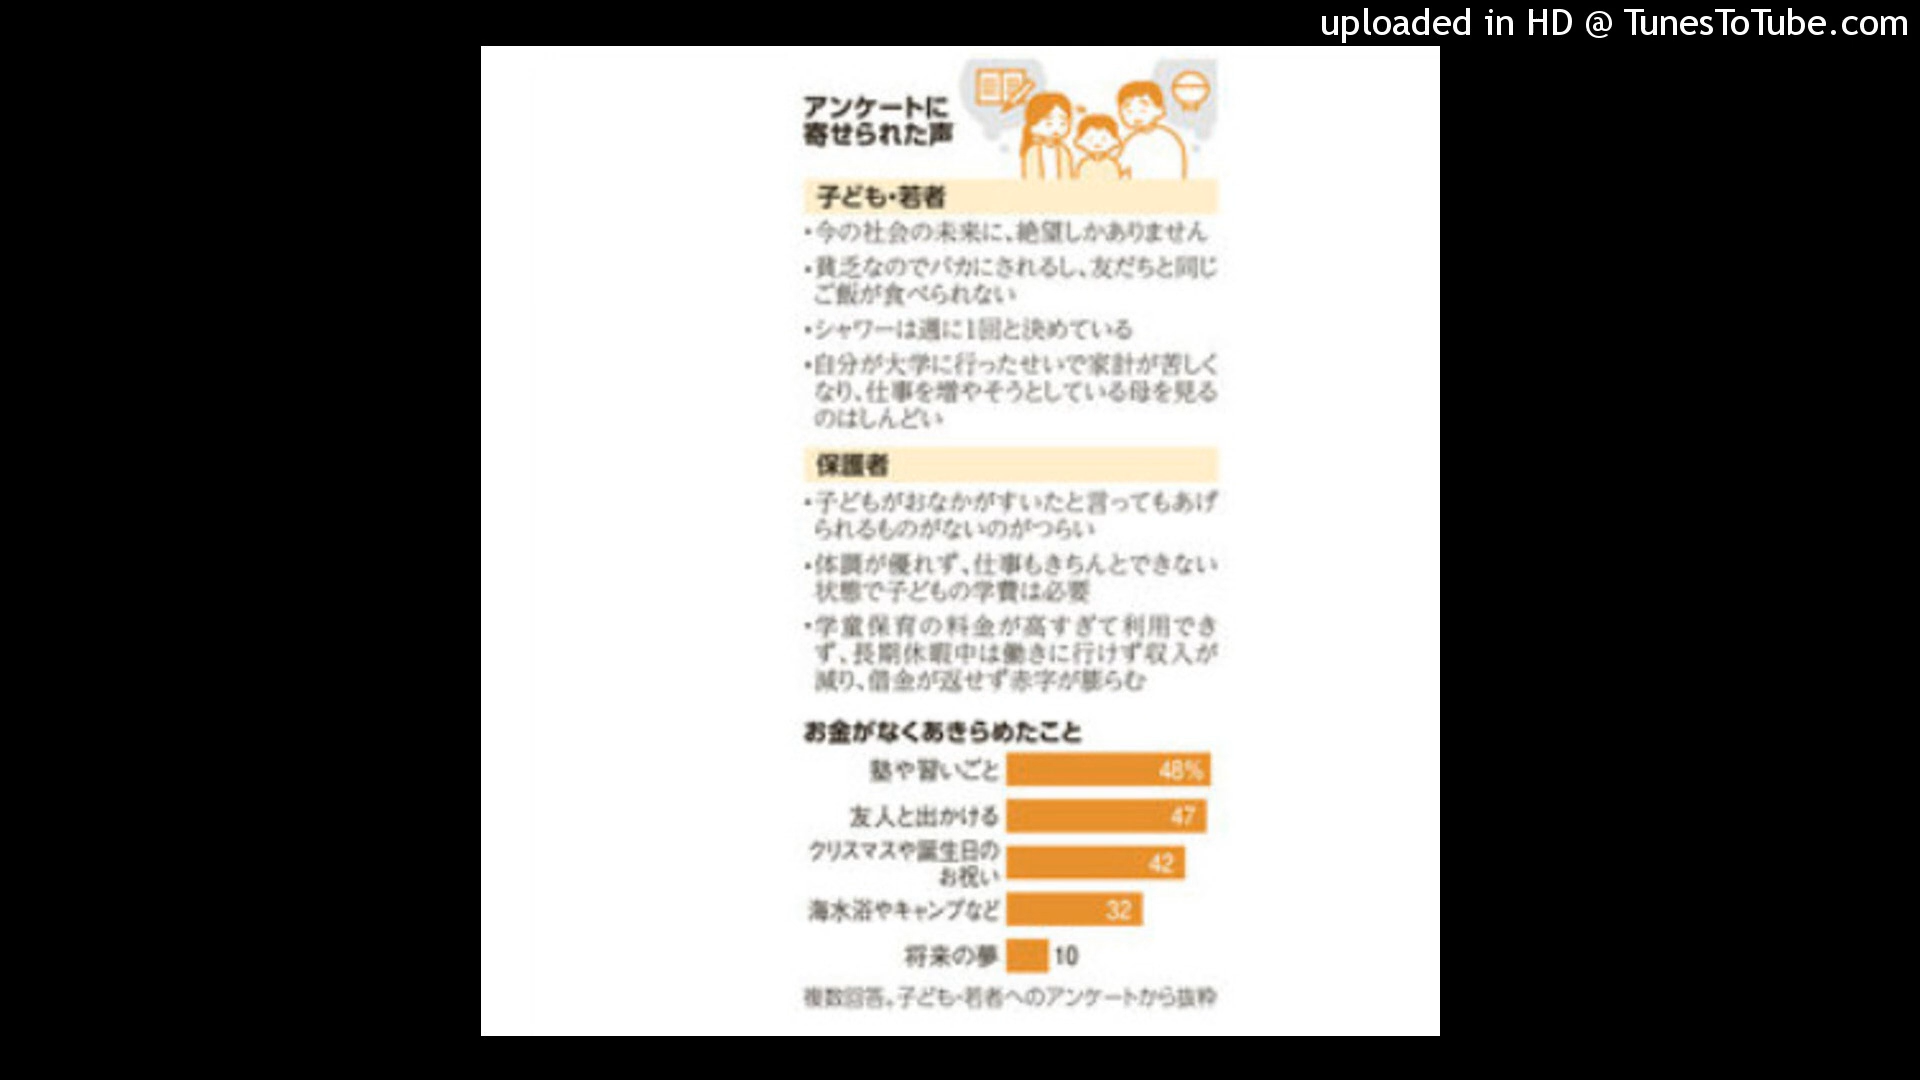 uploaded in HD @ TunesToTube.com
アンケートに
寄せられた声
子ども・若者
・今の社会の未来に、絶望しかありません
・貧乏なのでバカにされるし、友だちと同じ
ご飯が食べられない
・シャワーは週に1回と決めている
・自分が大学に行ったせいで家計が苦しく
なり、仕事を増やそうとしている母を見る
のはしんどい
保護者
・子どもがおなかがすいたと言ってもあげ
られるものがないのがつらい
・体調が優れず、仕事もきちんとできない
状態で子どもの学費は必要
・学童保育の料金が高すぎて利用でき
ず、長期休暇中は働きに行けず収入が
減り、借金が返せず赤字が膨らむ
お金がなくあきらめたこと
塾や習いごと 48%
友人と出かける 47
クリスマスや誕生日の
お祝い 42
海水浴やキャンプなど 32
将来の夢 10
複数回答。子ども・若者へのアンケートから抜粋